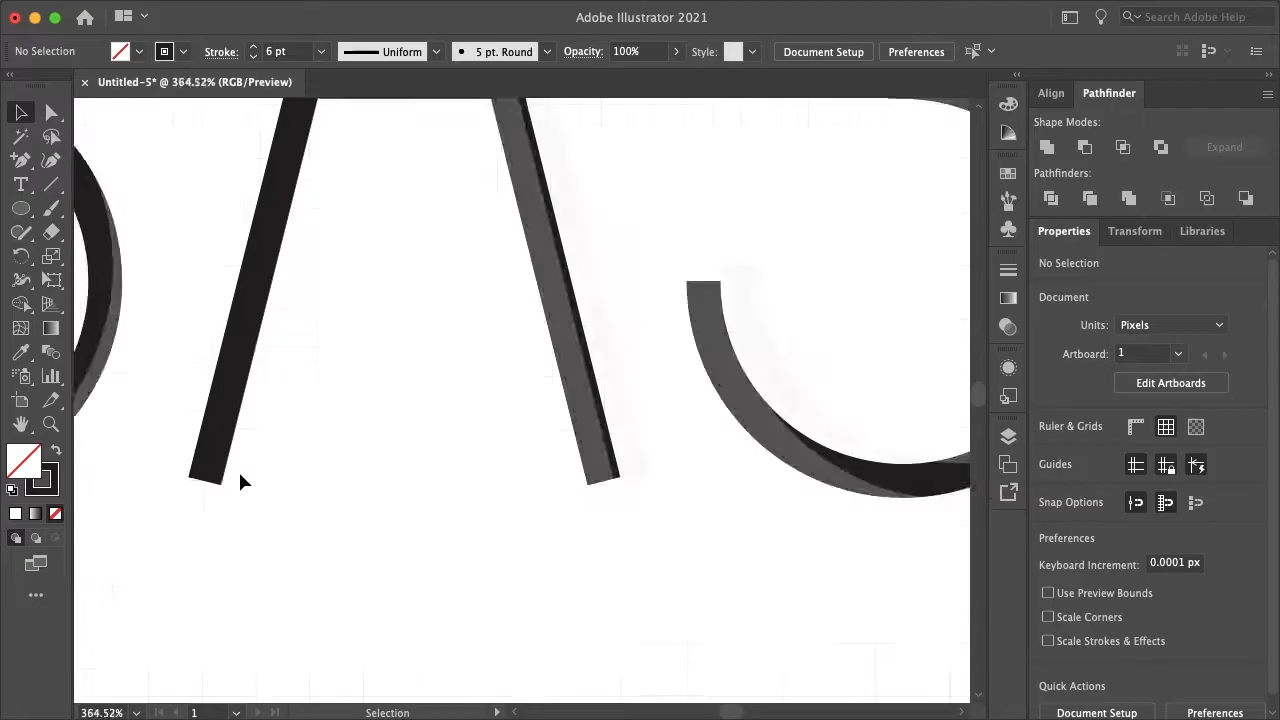 Adobe Illustrator 2021
Search Adobe Help
No Selection
Stroke:
6 pt
Uniform
5 pt. Round
Opacity:
100%
Style:
Document Setup
Preferences
Untitled-5* @ 364.52% (RGB/Preview)
Align
Pathfinder
Shape Modes:
Expand
Pathfinders:
Properties
Transform
Libraries
No Selection
Document
Units:
Pixels
Artboard:
1
Edit Artboards
Ruler & Grids
Guides
Snap Options
Preferences
Keyboard Increment:
0.0001 px
Use Preview Bounds
Scale Corners
Scale Strokes & Effects
Quick Actions
Document Setup
Preferences
364.52%
1
Selection